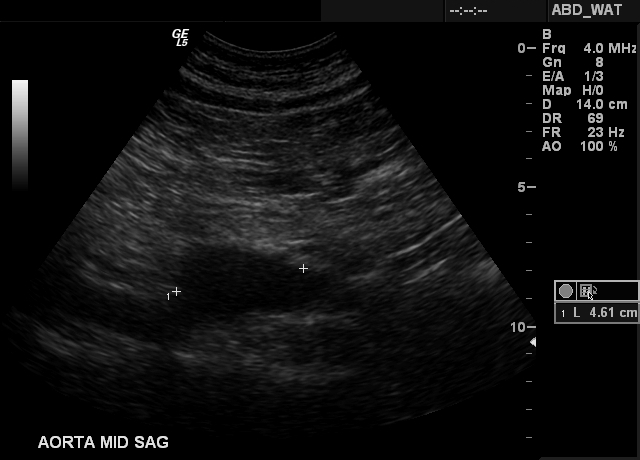 --:--:--
ABD_WAT
GE
L5
B
Frq 4.0 MHz
Gn 8
E/A 1/3
Map H/0
D 14.0 cm
DR 69
FR 23 Hz
AO 100 %
0
5
10
1
1 L 4.61 cm
AORTA MID SAG